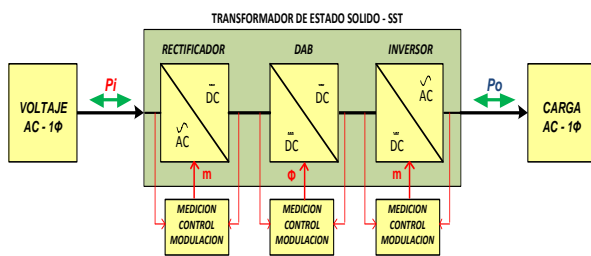 TRANSFORMADOR DE ESTADO SOLIDO - SST
RECTIFICADOR
DAB
INVERSOR
VOLTAJE
AC - 1Φ
Pi
DC
AC
DC
DC
AC
DC
Po
CARGA
AC - 1Φ
m
Φ
m
MEDICION
CONTROL
MODULACION
MEDICION
CONTROL
MODULACION
MEDICION
CONTROL
MODULACION